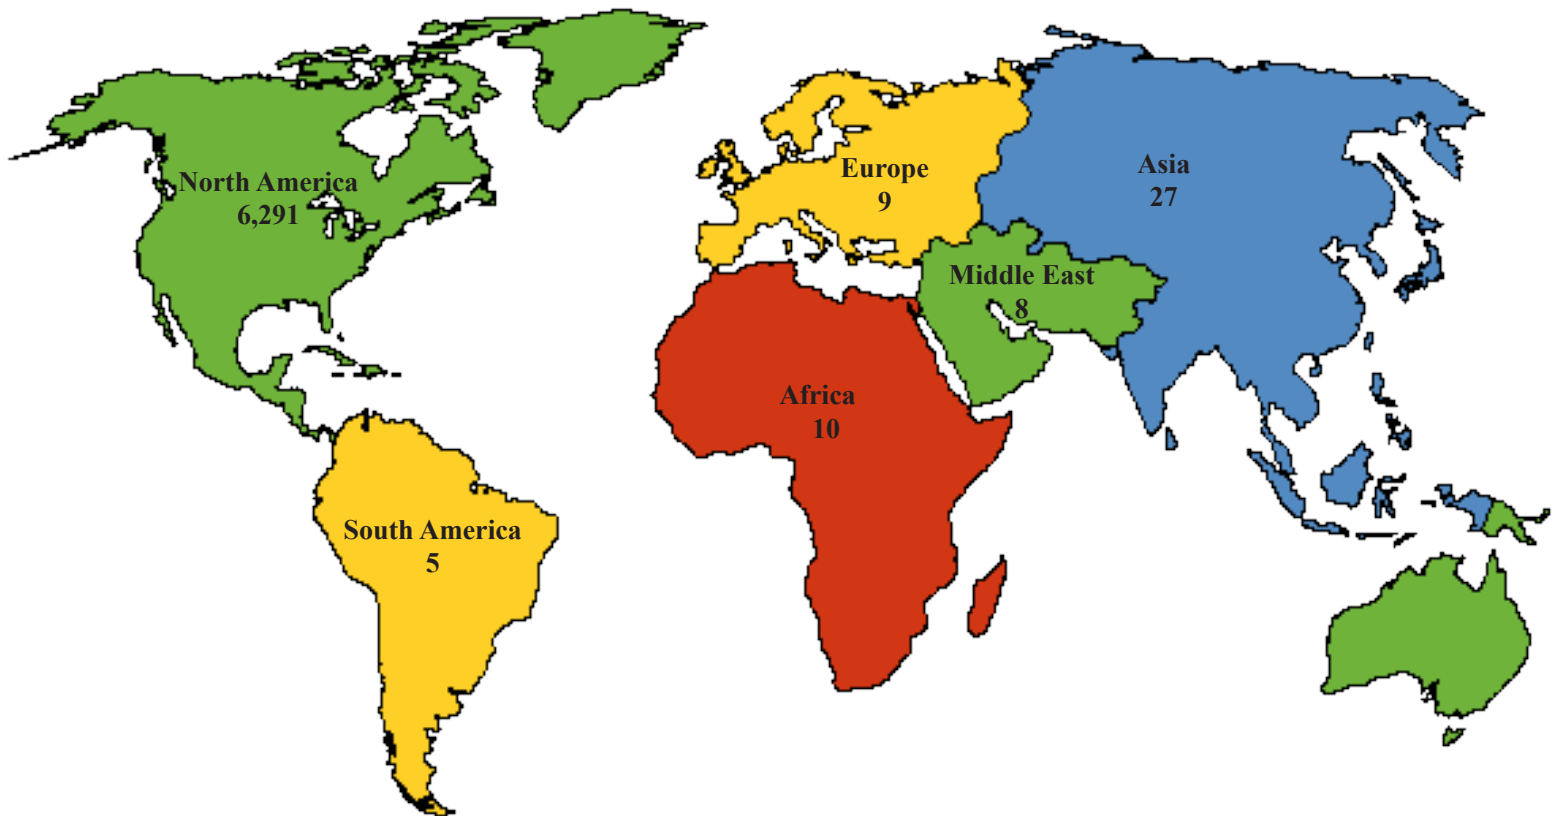 North America
6,291
Europe
9
Asia
27
Middle East
8
Africa
10
South America
5